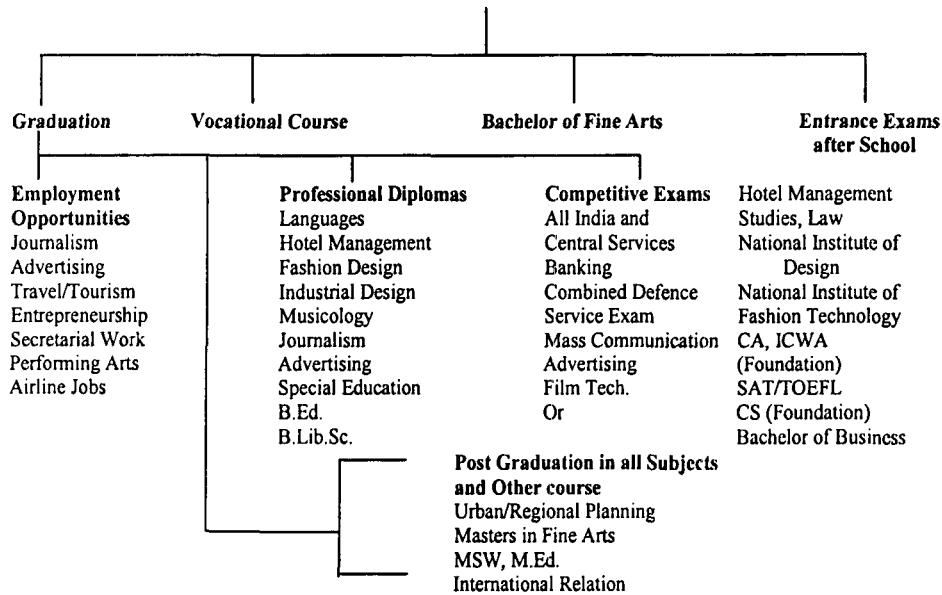 Graduation
Vocational Course
Bachelor of Fine Arts
Entrance Exams
after School
Employment
Opportunities
Journalism
Advertising
Travel/Tourism
Entrepreneurship
Secretarial Work
Performing Arts
Airline Jobs
Professional Diplomas
Languages
Hotel Management
Fashion Design
Industrial Design
Musicology
Journalism
Advertising
Special Education
B.Ed.
B.Lib.Sc.
Competitive Exams
All India and
Central Services
Banking
Combined Defence
Service Exam
Mass Communication
Advertising
Film Tech.
Or
Hotel Management
Studies, Law
National Institute of
Design
National Institute of
Fashion Technology
CA, ICWA
(Foundation)
SAT/TOEFL
CS (Foundation)
Bachelor of Business
Post Graduation in all Subjects
and Other course
Urban/Regional Planning
Masters in Fine Arts
MSW, M.Ed.
International Relation